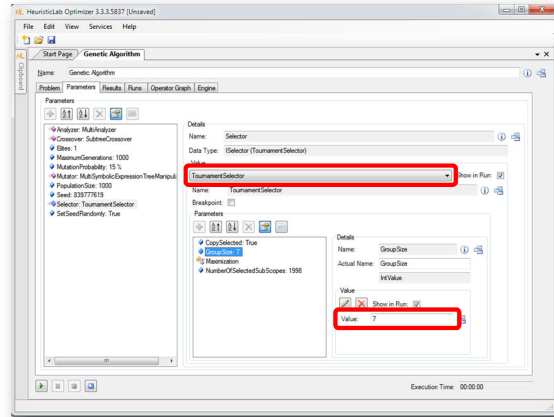 HeuristicLab Optimizer 3.3.3.5837 [Unsaved]
File Edit View Services Help
Start Page Genetic Algorithm
Clipboard
Name: Genetic Algorithm
Problem Parameters Results Runs Operator Graph Engine
Parameters
Analyzer: MultiAnalyzer
Crossover: SubtreeCrossover
Elites: 1
MaximumGenerations: 1000
MutationProbability: 15 %
Mutator: MultiSymbolicExpressionTreeManipula
PopulationSize: 1000
Seed: 839777619
Selector: TournamentSelector
SetSeedRandomly: True
Details
Name: Selector
Data Type: ISelector (TournamentSelector)
Value
TournamentSelector Show in Run:
Name: TournamentSelector
Breakpoint:
Parameters
CopySelected: True
GroupSize: 7
Maximization
NumberOfSelectedSubScopes: 1998
Details
Name: GroupSize
Actual Name: GroupSize
IntValue
Value
Show in Run:
Value: 7
Execution Time: 00:00:00